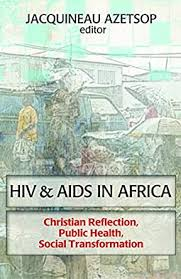 JACQUINEAU AZETSOP
editor
HIV & AIDS IN AFRICA
Christian Reflection,
Public Health,
Social Transformation